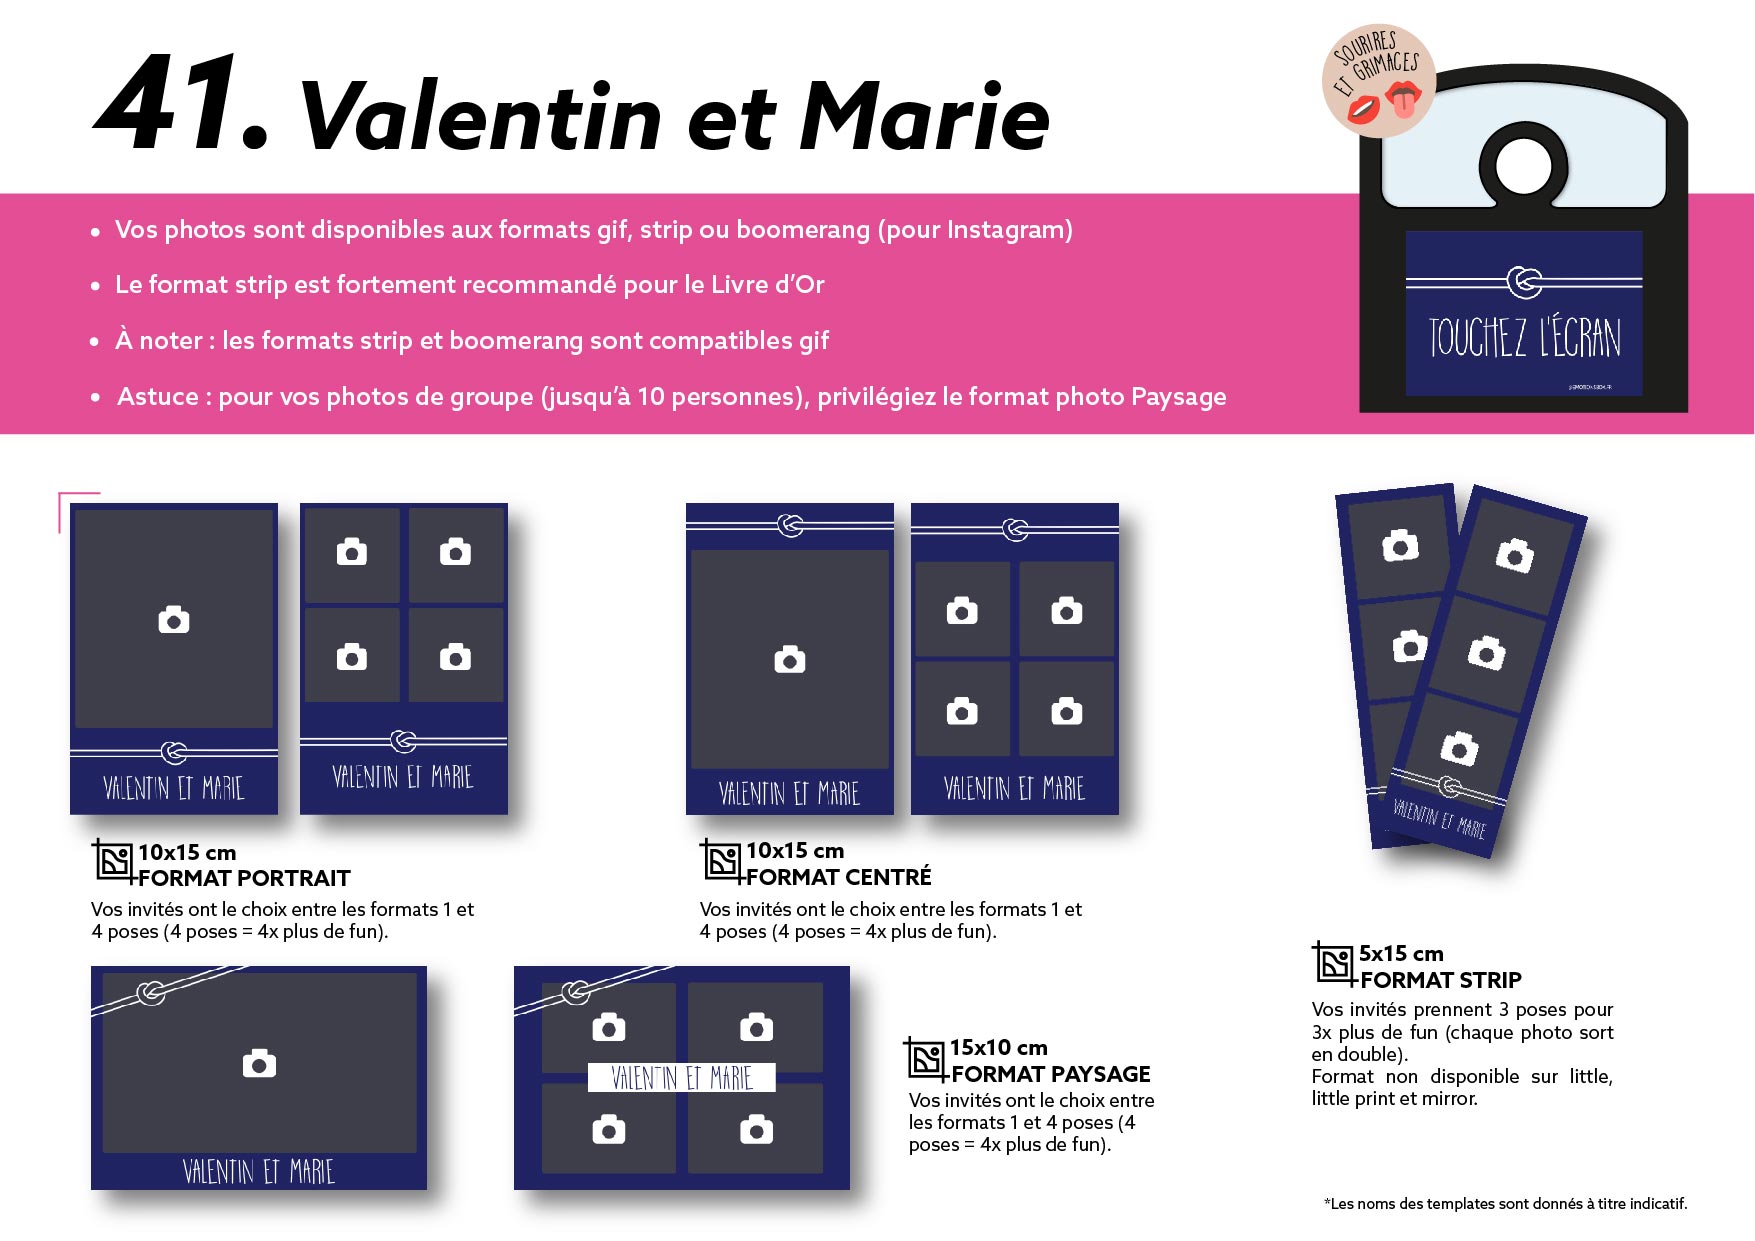 41. Valentin et Marie
SOURIRES
ET GRIMACES
• Vos photos sont disponibles aux formats gif, strip ou boomerang (pour Instagram)
• Le format strip est fortement recommandé pour le Livre d’Or
• À noter : les formats strip et boomerang sont compatibles gif
• Astuce : pour vos photos de groupe (jusqu’à 10 personnes), privilégiez le format photo Paysage
TOUCHEZ L'ÉCRAN
VALENTIN ET MARIE
VALENTIN ET MARIE
10x15 cm
FORMAT PORTRAIT
Vos invités ont le choix entre les formats 1 et
4 poses (4 poses = 4x plus de fun).
VALENTIN ET MARIE
VALENTIN ET MARIE
10x15 cm
FORMAT CENTRÉ
Vos invités ont le choix entre les formats 1 et
4 poses (4 poses = 4x plus de fun).
VALENTIN ET MARIE
5x15 cm
FORMAT STRIP
Vos invités prennent 3 poses pour
3x plus de fun (chaque photo sort
en double).
Format non disponible sur little,
little print et mirror.
VALENTIN ET MARIE
VALENTIN ET MARIE
15x10 cm
FORMAT PAYSAGE
Vos invités ont le choix entre
les formats 1 et 4 poses (4
poses = 4x plus de fun).
*Les noms des templates sont donnés à titre indicatif.